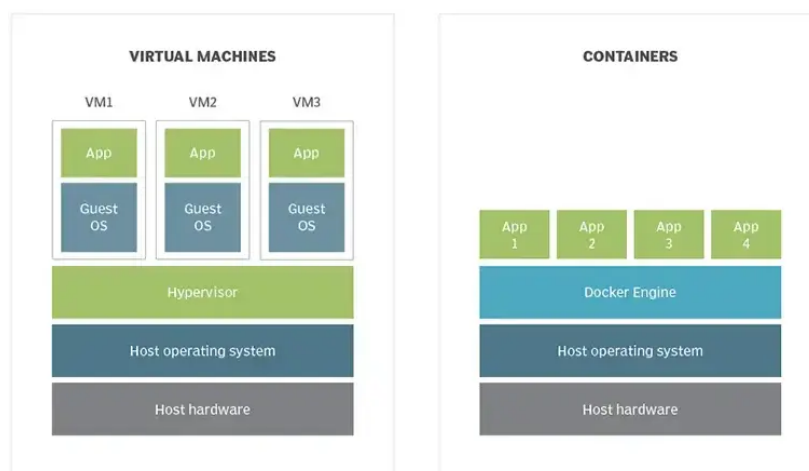 VIRTUAL MACHINES
VM1 VM2 VM3
App App App
Guest Guest Guest
OS OS OS
Hypervisor
Host operating system
Host hardware
CONTAINERS
App App App App
1 2 3 4
Docker Engine
Host operating system
Host hardware